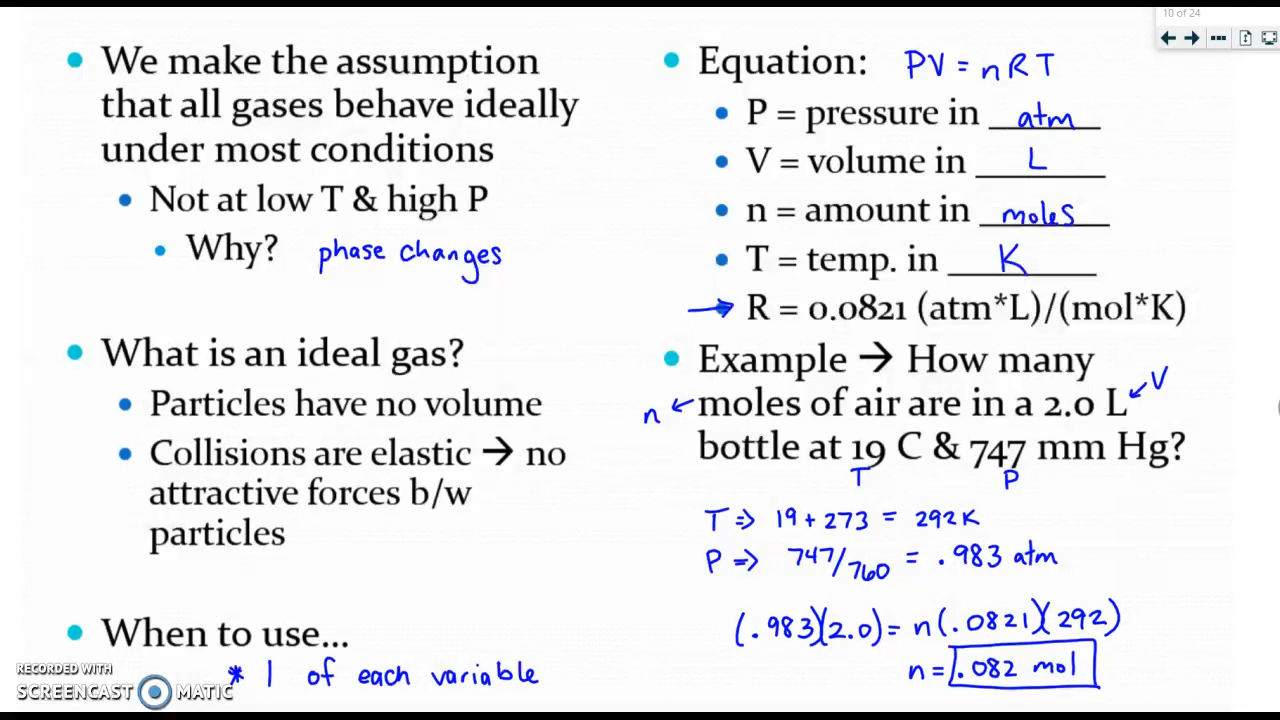 10 of 24
• We make the assumption
that all gases behave ideally
under most conditions
• Not at low T & high P
• Why? phase changes
• What is an ideal gas?
• Particles have no volume
• Collisions are elastic → no
attractive forces b/w
particles
• When to use...
* 1 of each variable
RECORDED WITH
SCREENCAST MATIC
• Equation: PV = nRT
• P = pressure in atm
• V = volume in L
• n = amount in moles
• T = temp. in K
→ R = 0.0821 (atm*L)/(mol*K)
• Example → How many
n ← moles of air are in a 2.0 L ↙ V
bottle at 19 C & 747 mm Hg?
T P
T => 19 + 273 = 292K
P => 747/760 = .983 atm
(.983)(2.0) = n(.0821)(292)
n = .082 mol